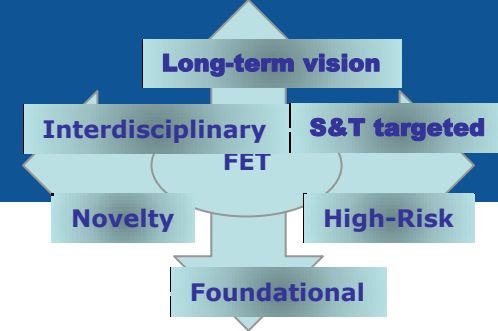 Long-term vision
Interdisciplinary
S&T targeted
FET
Novelty
High-Risk
Foundational